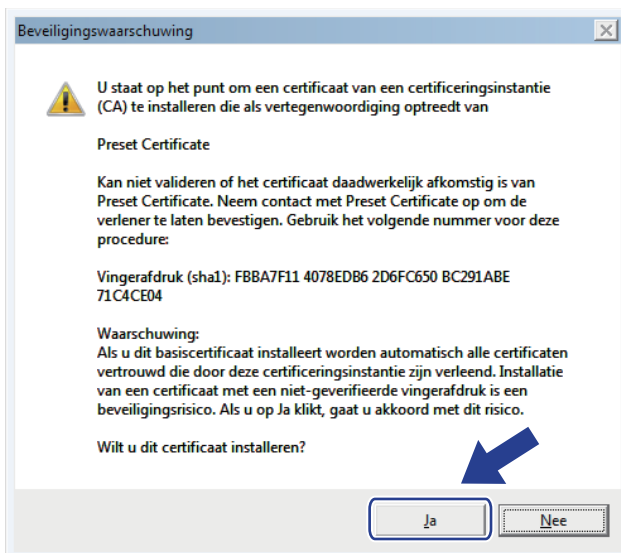 Beveiligingswaarschuwing
U staat op het punt om een certificaat van een certificeringsinstantie
(CA) te installeren die als vertegenwoordiging optreedt van
Preset Certificate
Kan niet valideren of het certificaat daadwerkelijk afkomstig is van
Preset Certificate. Neem contact met Preset Certificate op om de
verlener te laten bevestigen. Gebruik het volgende nummer voor deze
procedure:
Vingerafdruk (sha1): FBBA7F11 4078EDB6 2D6FC650 BC291ABE
71C4CE04
Waarschuwing:
Als u dit basiscertificaat installeert worden automatisch alle certificaten
vertrouwd die door deze certificeringsinstantie zijn verleend. Installatie
van een certificaat met een niet-geverifieerde vingerafdruk is een
beveiligingsrisico. Als u op Ja klikt, gaat u akkoord met dit risico.
Wilt u dit certificaat installeren?
Ja Nee